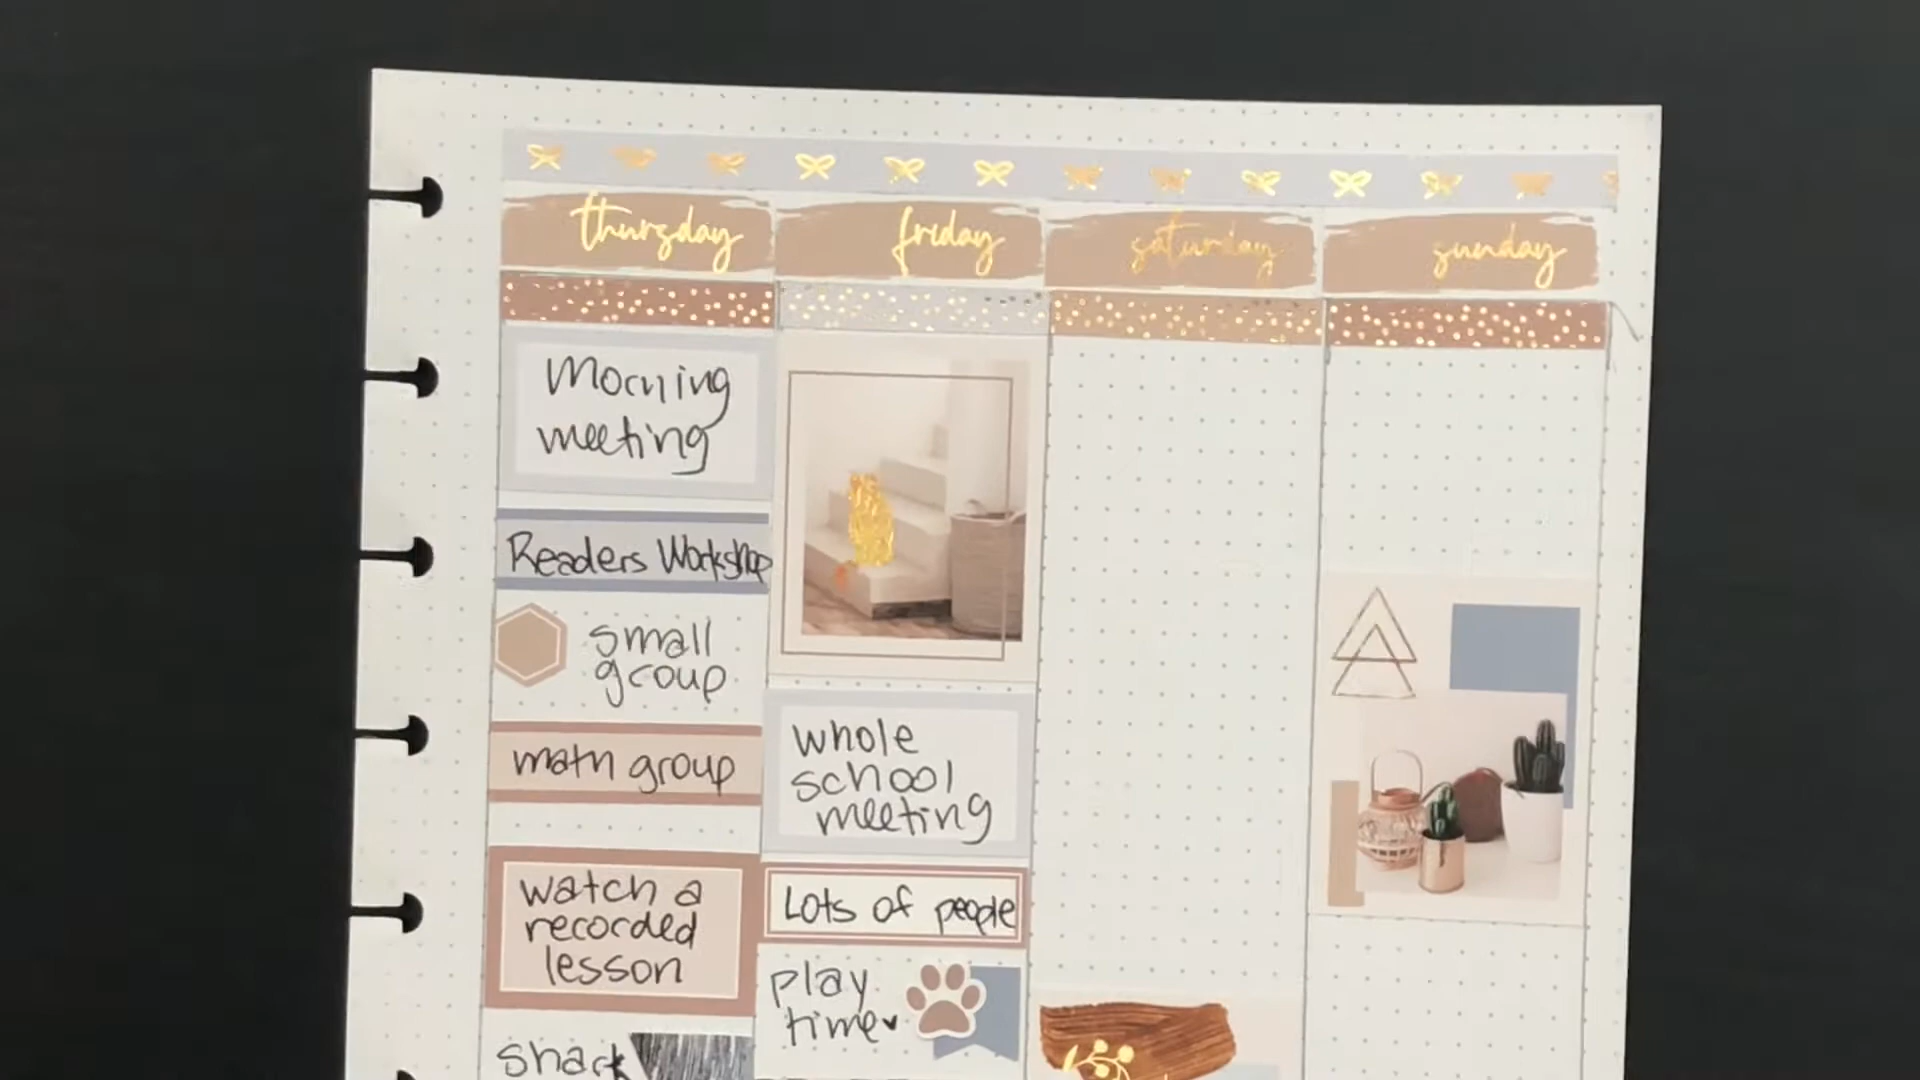 thursday friday saturday sunday
Morning
meeting
Readers Workshop
small
group
math group
watch a
recorded
lesson
whole
school
meeting
Lots of people
play
time